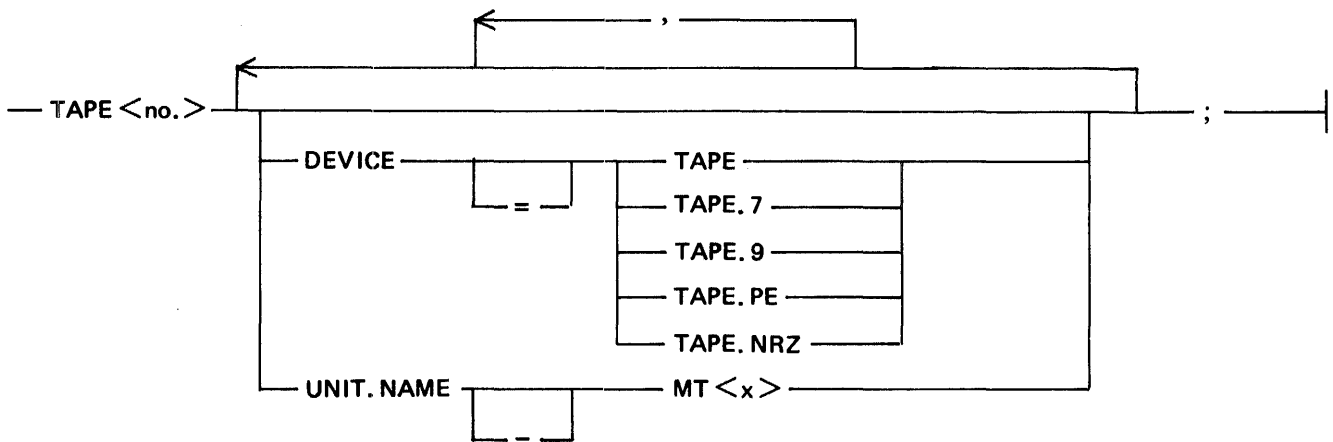 ,
TAPE <no.> ;
DEVICE = TAPE
TAPE.7
TAPE.9
TAPE.PE
TAPE.NRZ
UNIT.NAME – MT <x>